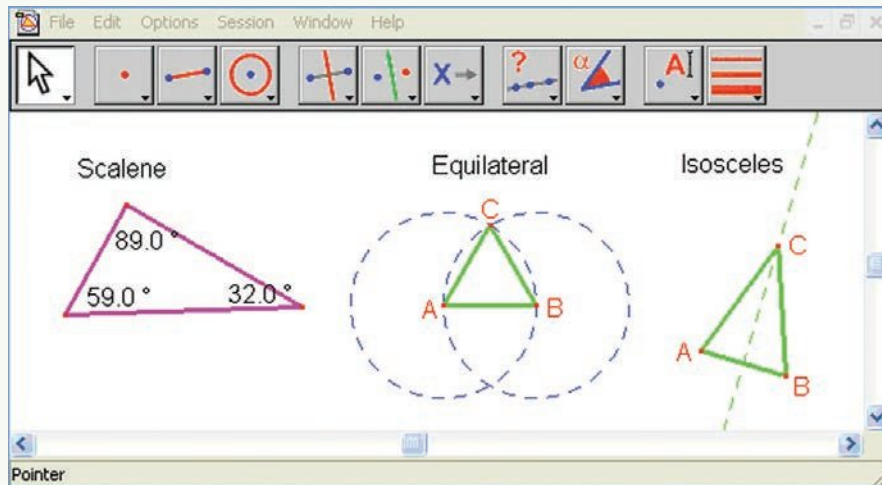 File Edit Options Session Window Help
? α A
X
Scalene
Equilateral
Isosceles
89.0 °
59.0 °
32.0 °
C
A
B
C
A
B
Pointer